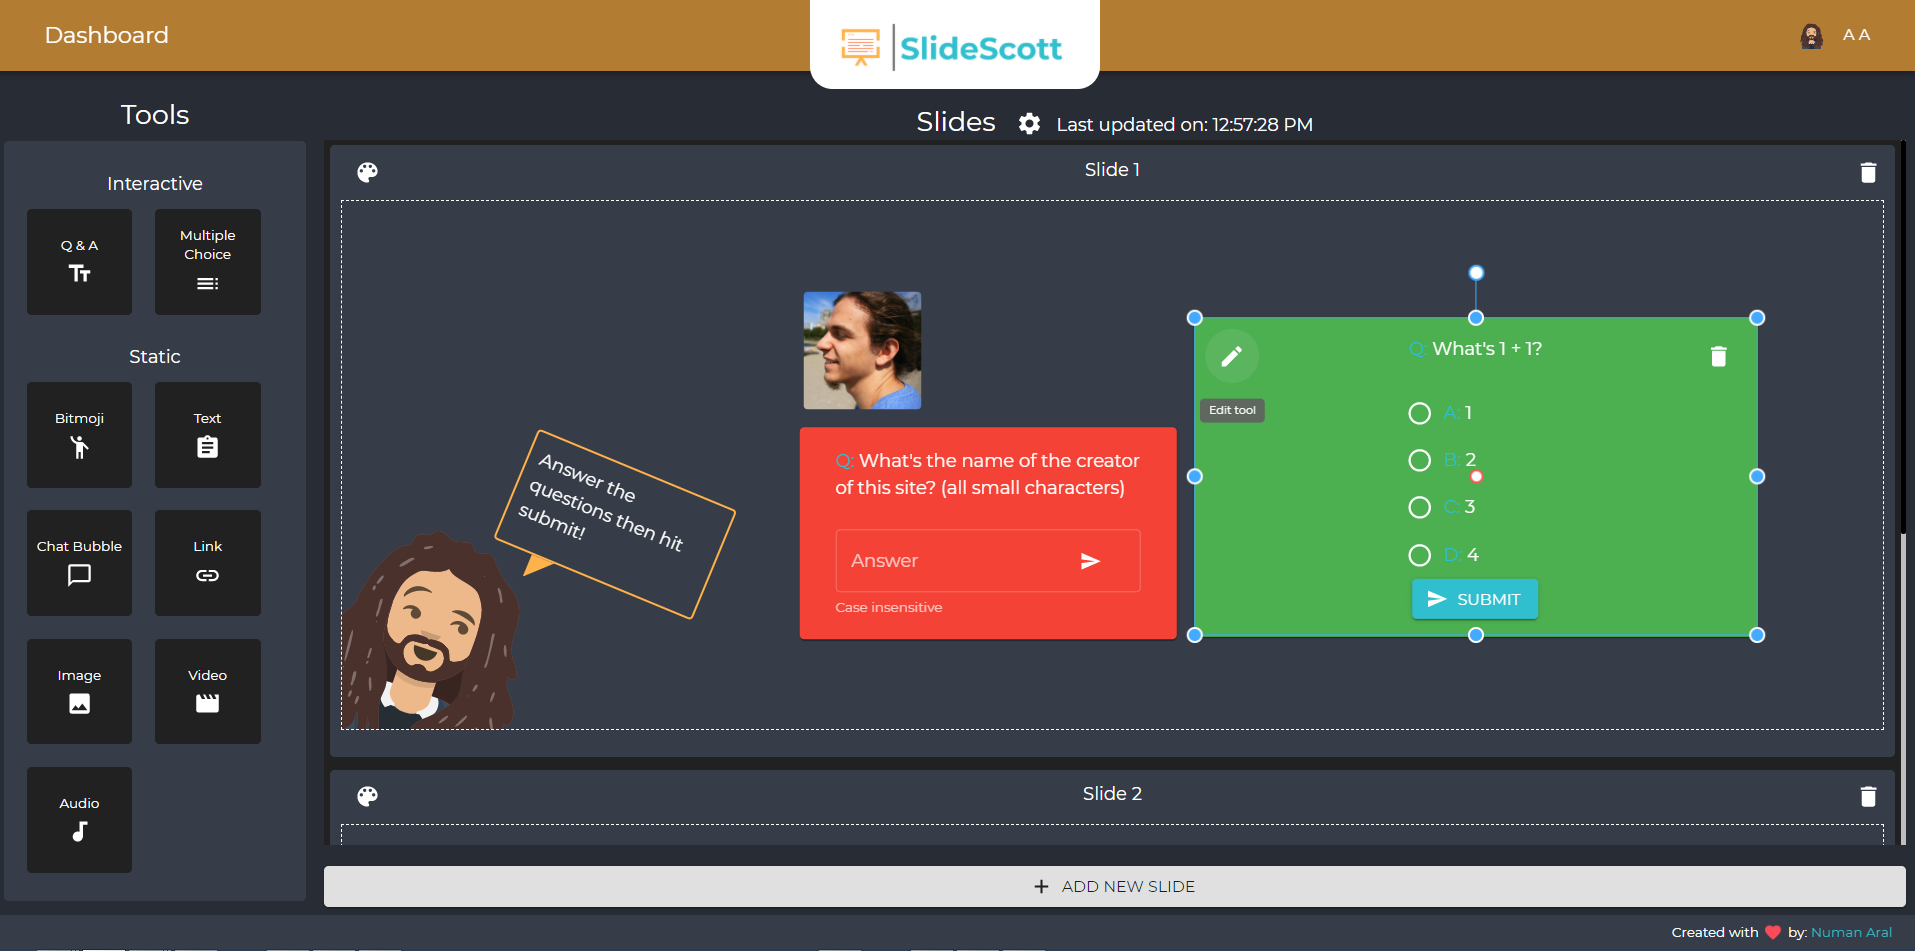 Dashboard
SlideScott
A A
Tools
Slides
Last updated on: 12:57:28 PM
Interactive
Q & A
Multiple
Choice
Static
Bitmoji
Text
Chat Bubble
Link
Image
Video
Audio
Slide 1
Answer the
questions then hit
submit!
Q: What's the name of the creator
of this site? (all small characters)
Answer
Case insensitive
Q: What's 1 + 1?
Edit tool
A: 1
B: 2
C: 3
D: 4
SUBMIT
Slide 2
ADD NEW SLIDE
Created with by: Numan Aral